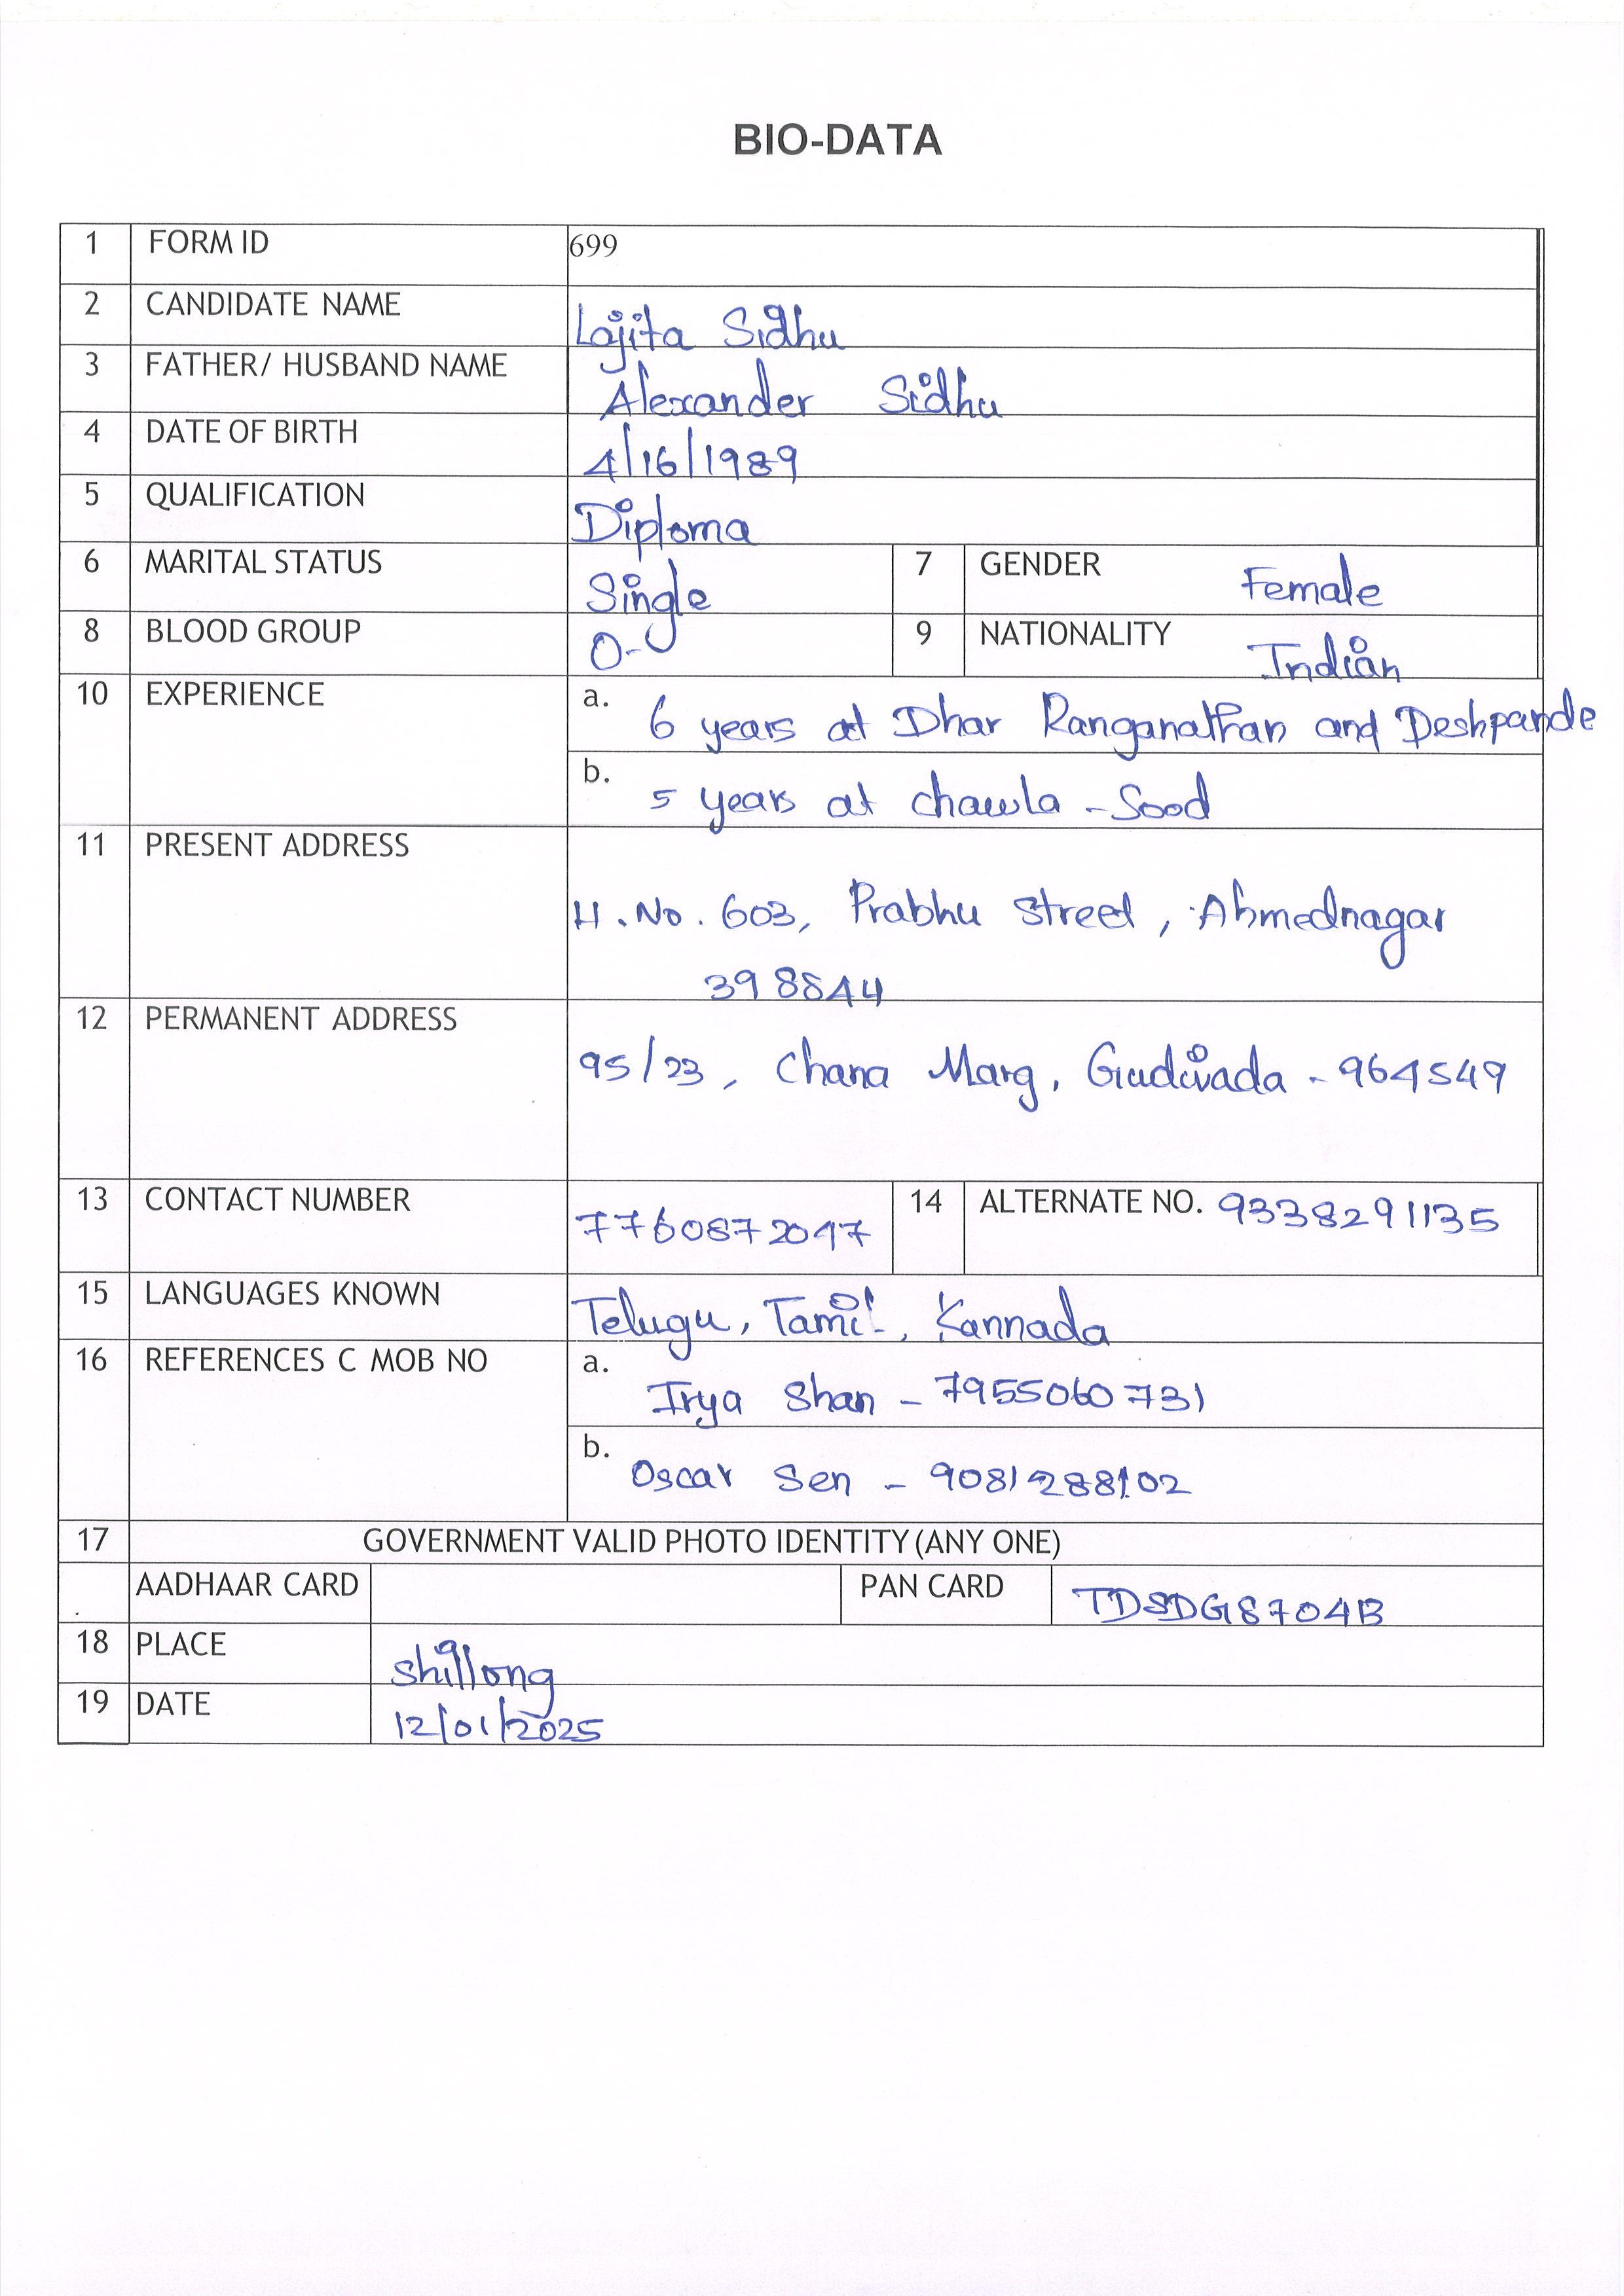 BIO-DATA
1 FORM ID 699
2 CANDIDATE NAME Lajita Sidhu
3 FATHER/ HUSBAND NAME Alexander Sidhu
4 DATE OF BIRTH 4/16/1989
5 QUALIFICATION Diploma
6 MARITAL STATUS Single 7 GENDER Female
8 BLOOD GROUP O- 9 NATIONALITY Indian
10 EXPERIENCE a. 6 years at Dhar Ranganathan and Deshpande
b. 5 years at chawla - Sood
11 PRESENT ADDRESS
H.No. 603, Prabhu Street, Ahmednagar
398544
12 PERMANENT ADDRESS
95/23, Chana Marg, Gudivada - 964549
13 CONTACT NUMBER 7760872047 14 ALTERNATE NO. 9338291135
15 LANGUAGES KNOWN Telugu, Tamil, Kannada
16 REFERENCES C MOB NO a. Irya Shan - 7955060731
b. Oscar Sen - 9081288102
17 GOVERNMENT VALID PHOTO IDENTITY (ANY ONE)
AADHAAR CARD PAN CARD TDSDG8704B
18 PLACE Shillong
19 DATE 12/01/2025